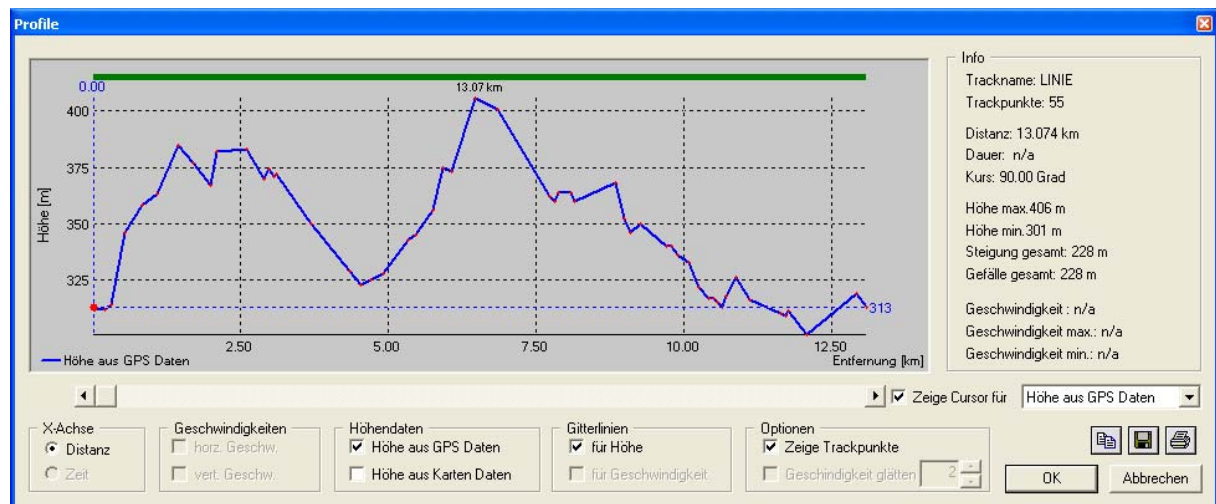 Profile
0.00
13.07 km
400
375
350
325
Höhe [m]
313
2.50
5.00
7.50
10.00
12.50
Höhe aus GPS Daten
Entfernung [km]
Info
Trackname: LINIE
Trackpunkte: 55
Distanz: 13.074 km
Dauer: n/a
Kurs: 90.00 Grad
Höhe max.406 m
Höhe min.301 m
Steigung gesamt: 228 m
Gefälle gesamt: 228 m
Geschwindigkeit : n/a
Geschwindigkeit max.: n/a
Geschwindigkeit min.: n/a
Zeige Cursor für
Höhe aus GPS Daten
X-Achse
Distanz
Zeit
Geschwindigkeiten
horz. Geschw.
vert. Geschw.
Höhendaten
Höhe aus GPS Daten
Höhe aus Karten Daten
Gitterlinien
für Höhe
für Geschwindigkeit
Optionen
Zeige Trackpunkte
Geschindigkeit glätten
2
OK
Abbrechen